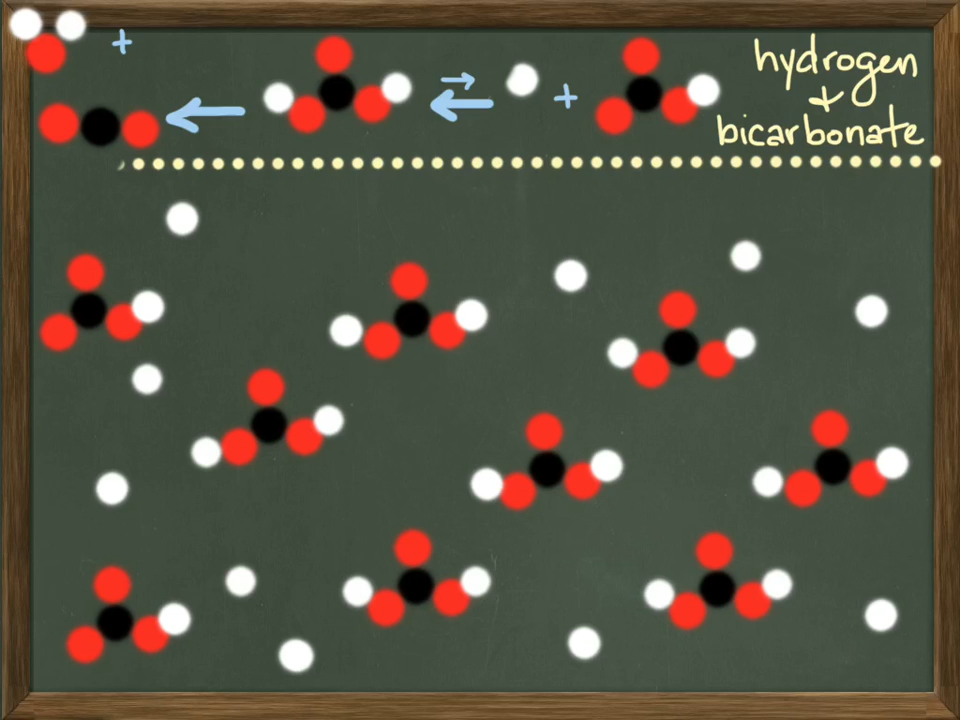 hydrogen
+
bicarbonate
+
+